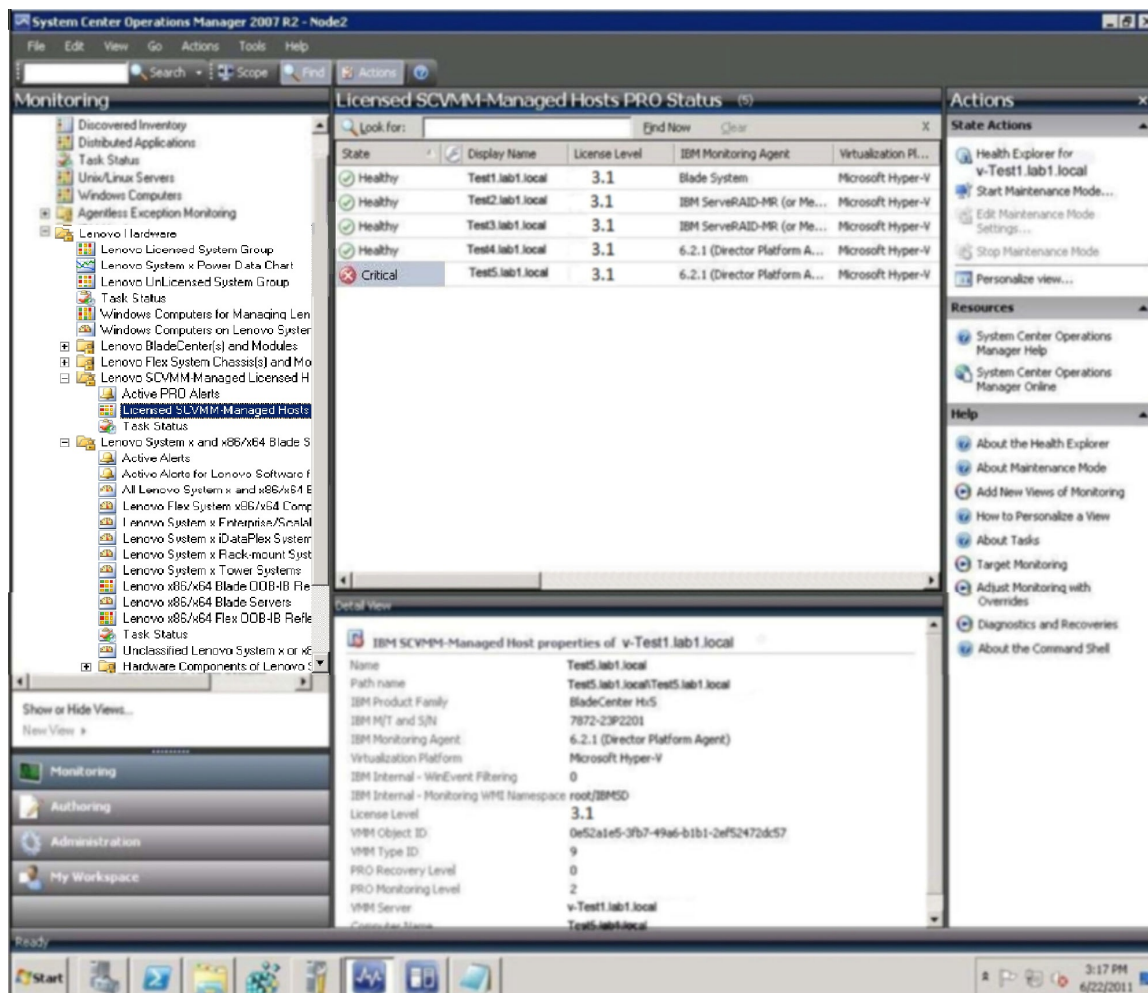 System Center Operations Manager 2007 R2 - Node2
File Edit View Go Actions Tools Help
Search Scope Find Actions
Monitoring
Discovered Inventory
Distributed Applications
Task Status
Unix/Linux Servers
Windows Computers
Agentless Exception Monitoring
Lenovo Hardware
Lenovo Licensed System Group
Lenovo System x Power Data Chart
Lenovo UnLicensed System Group
Task Status
Windows Computers for Managing Len
Windows Computers on Lenovo System
Lenovo BladeCenter(s) and Modules
Lenovo Flex System Chassis(s) and Mo
Lenovo SCVMM-Managed Licensed H
Active PRO Alerts
Licensed SCVMM-Managed Hosts
Task Status
Lenovo System x and x86/x64 Blade S
Active Alerts
Active Alerts for Lenovo Software f
All Lenovo System x and x86/x64 B
Lenovo Flex System x86/x64 Comp
Lenovo System x Enterprise/Scalal
Lenovo System x iDataPlex System
Lenovo System x Rack-mount Syst
Lenovo System x Tower Systems
Lenovo x86/x64 Blade OOB-IB Re
Lenovo x86/x64 Blade Servers
Lenovo x86/x64 Flex OOB-IB Refle
Task Status
Unclassified Lenovo System x or x8
Hardware Components of Lenovo S
Show or Hide Views...
New View
Monitoring
Authoring
Administration
My Workspace
Licensed SCVMM-Managed Hosts PRO Status (5)
Look for: Find Now Clear X
State Display Name License Level IBM Monitoring Agent Virtualization Pl...
Healthy Test1.lab1.local 3.1 Blade System Microsoft Hyper-V
Healthy Test2.lab1.local 3.1 IBM ServeRAID-MR (or Me... Microsoft Hyper-V
Healthy Test3.lab1.local 3.1 IBM ServeRAID-MR (or Me... Microsoft Hyper-V
Healthy Test4.lab1.local 3.1 6.2.1 (Director Platform A... Microsoft Hyper-V
Critical Test5.lab1.local 3.1 6.2.1 (Director Platform A... Microsoft Hyper-V
Detail View
IBM SCVMM-Managed Host properties of v-Test1.lab1.local
Name Test5.lab1.local
Path name Test5.lab1.local\Test5.lab1.local
IBM Product Family BladeCenter Hx5
IBM M/T and S/N 7872-23P2201
IBM Monitoring Agent 6.2.1 (Director Platform Agent)
Virtualization Platform Microsoft Hyper-V
IBM Internal - WinEvent Filtering 0
IBM Internal - Monitoring WMI Namespace root/IBMSD
License Level 3.1
VMM Object ID 0e52a1e5-3fb7-49a6-b1b1-2ef52472dc57
VMM Type ID 9
PRO Recovery Level 0
PRO Monitoring Level 2
VMM Server v-Test1.lab1.local
Computer Name Test5.lab1.local
Actions x
State Actions
Health Explorer for
v-Test1.lab1.local
Start Maintenance Mode...
Edit Maintenance Mode
Settings...
Stop Maintenance Mode
Personalize view...
Resources
System Center Operations
Manager Help
System Center Operations
Manager Online
Help
About the Health Explorer
About Maintenance Mode
Add New Views of Monitoring
How to Personalize a View
About Tasks
Target Monitoring
Adjust Monitoring with
Overrides
Diagnostics and Recoveries
About the Command Shell
Ready
Start
3:17 PM
6/22/2011